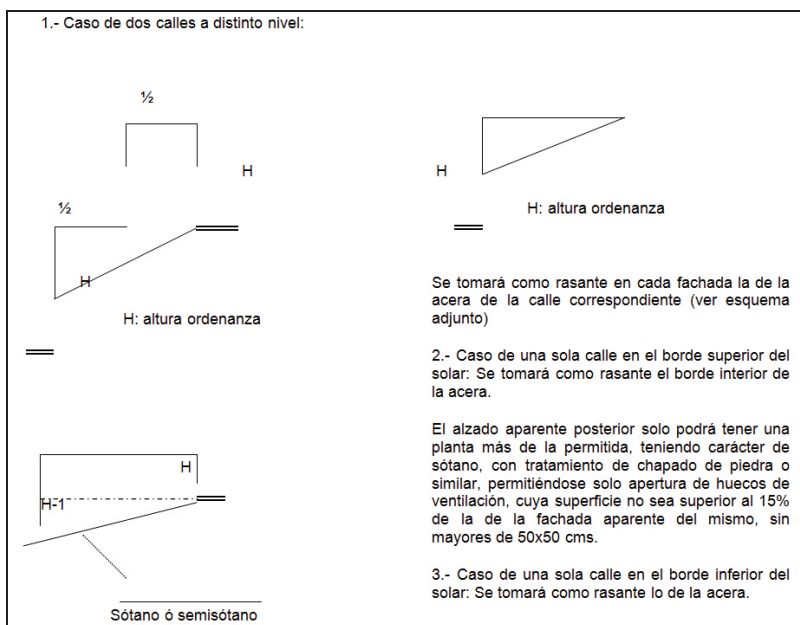 1.- Caso de dos calles a distinto nivel:
½
H
½
H
H: altura ordenanza
H
H-1
Sótano ó semisótano
H
H: altura ordenanza
Se tomará como rasante en cada fachada la de la
acera de la calle correspondiente (ver esquema
adjunto)
2.- Caso de una sola calle en el borde superior del
solar: Se tomará como rasante el borde interior de
la acera.
El alzado aparente posterior solo podrá tener una
planta más de la permitida, teniendo carácter de
sótano, con tratamiento de chapado de piedra o
similar, permitiéndose solo apertura de huecos de
ventilación, cuya superficie no sea superior al 15%
de la de la fachada aparente del mismo, sin
mayores de 50x50 cms.
3.- Caso de una sola calle en el borde inferior del
solar: Se tomará como rasante lo de la acera.